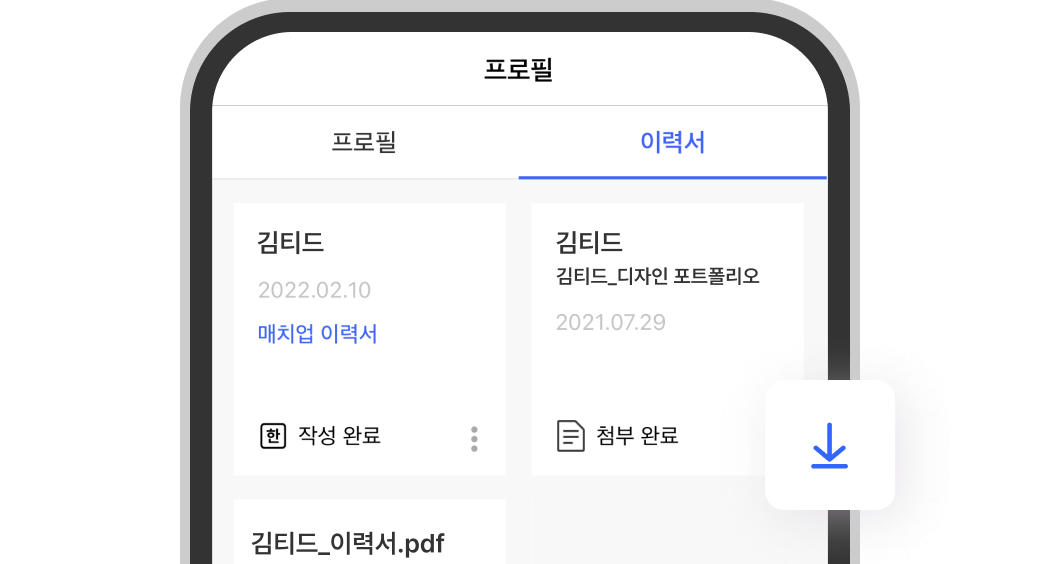 프로필
프로필
이력서
김티드
2022.02.10
매치업 이력서
한 작성 완료
김티드
김티드_디자인 포트폴리오
2021.07.29
첨부 완료
김티드_이력서.pdf